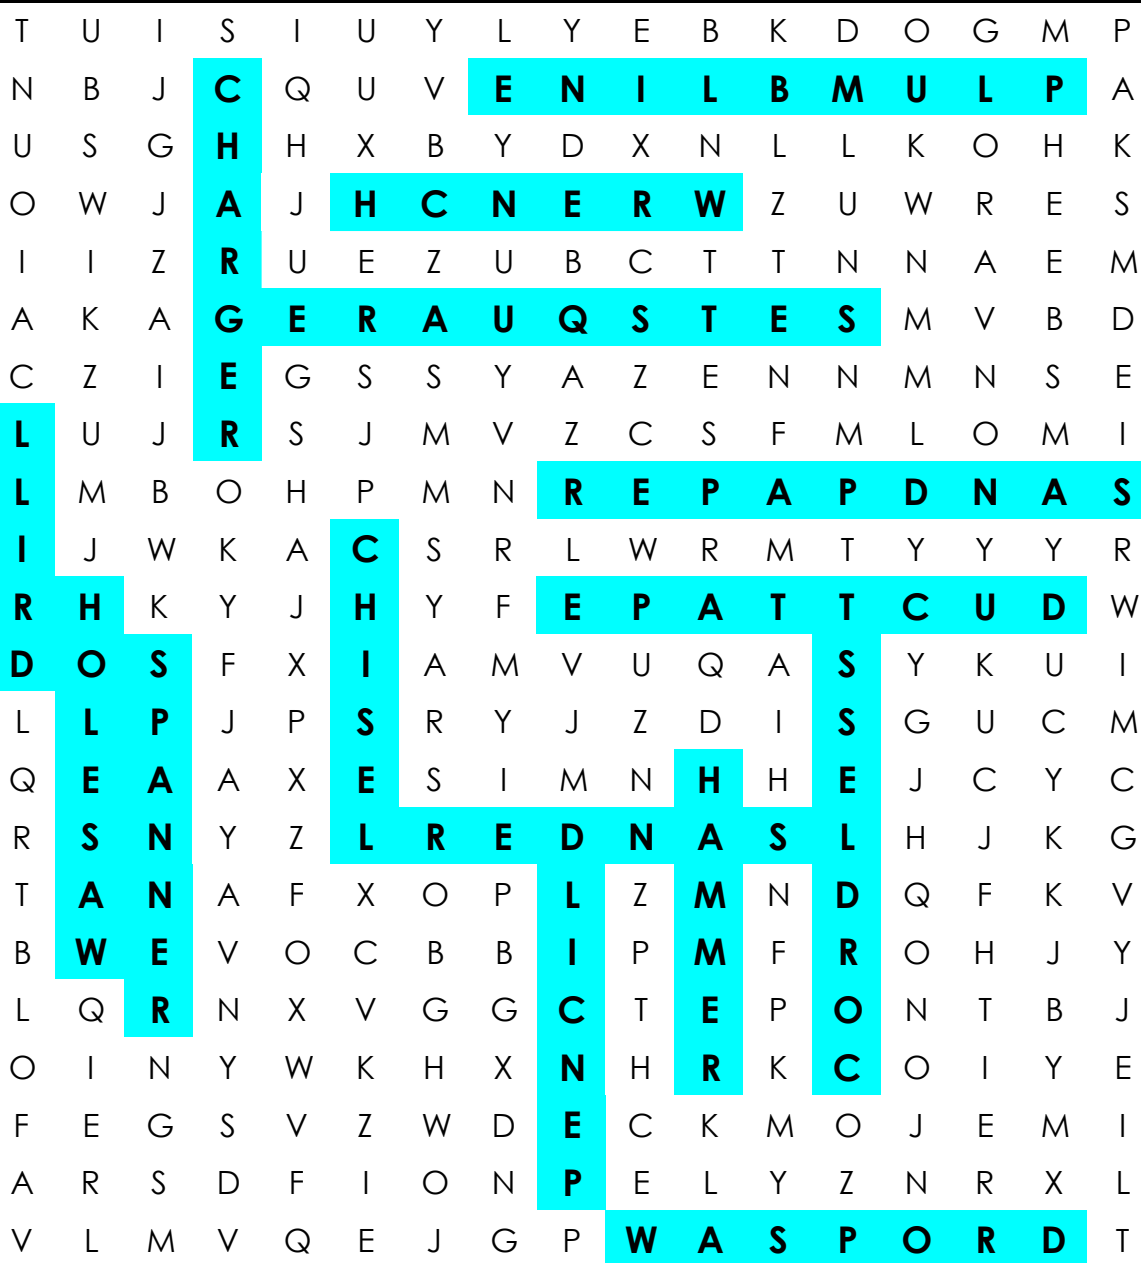 T U I S I U Y L Y E B K D O G M P
N B J C Q U V E N I L B M U L P A
U S G H H X B Y D X N L L K O H K
O W J A J H C N E R W Z U W R E S
I I Z R U E Z U B C T T N N A E M
A K A G E R A U Q S T E S M V B D
C Z I E G S S Y A Z E N N M N S E
L U J R S J M V Z C S F M L O M I
L M B O H P M N R E P A P D N A S
I J W K A C S R L W R M T Y Y Y R
R H K Y J H Y F E P A T T C U D W
D O S F X I A M V U Q A S Y K U I
L L P J P S R Y J Z D I S G U C M
Q E A A X E S I M N H H E J C Y C
R S N Y Z L R E D N A S L H J K G
T A N A F X O P L Z M N D Q F K V
B W E V O C B B I P M F R O H J Y
L Q R N X V G G C T E P O N T B J
O I N Y W K H X N H R K C O I Y E
F E G S V Z W D E C K M O J E M I
A R S D F I O N P E L Y Z N R X L
V L M V Q E J G P W A S P O R D T